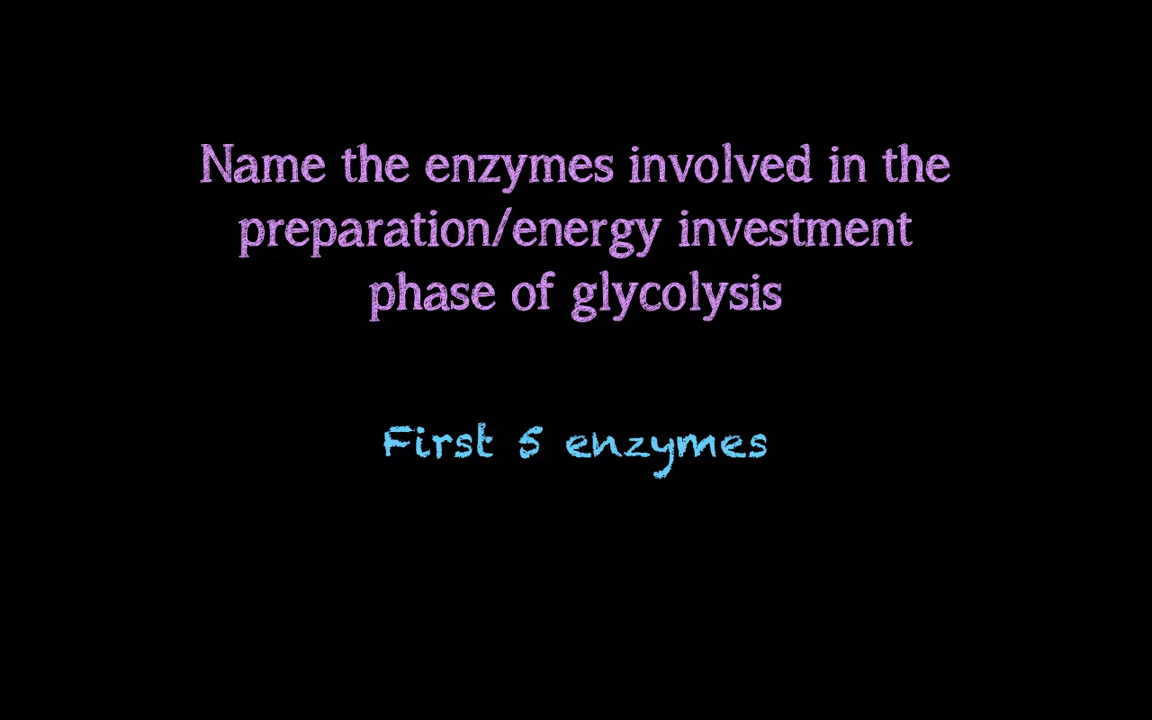 Name the enzymes involved in the
preparation/energy investment
phase of glycolysis
First 5 enzymes